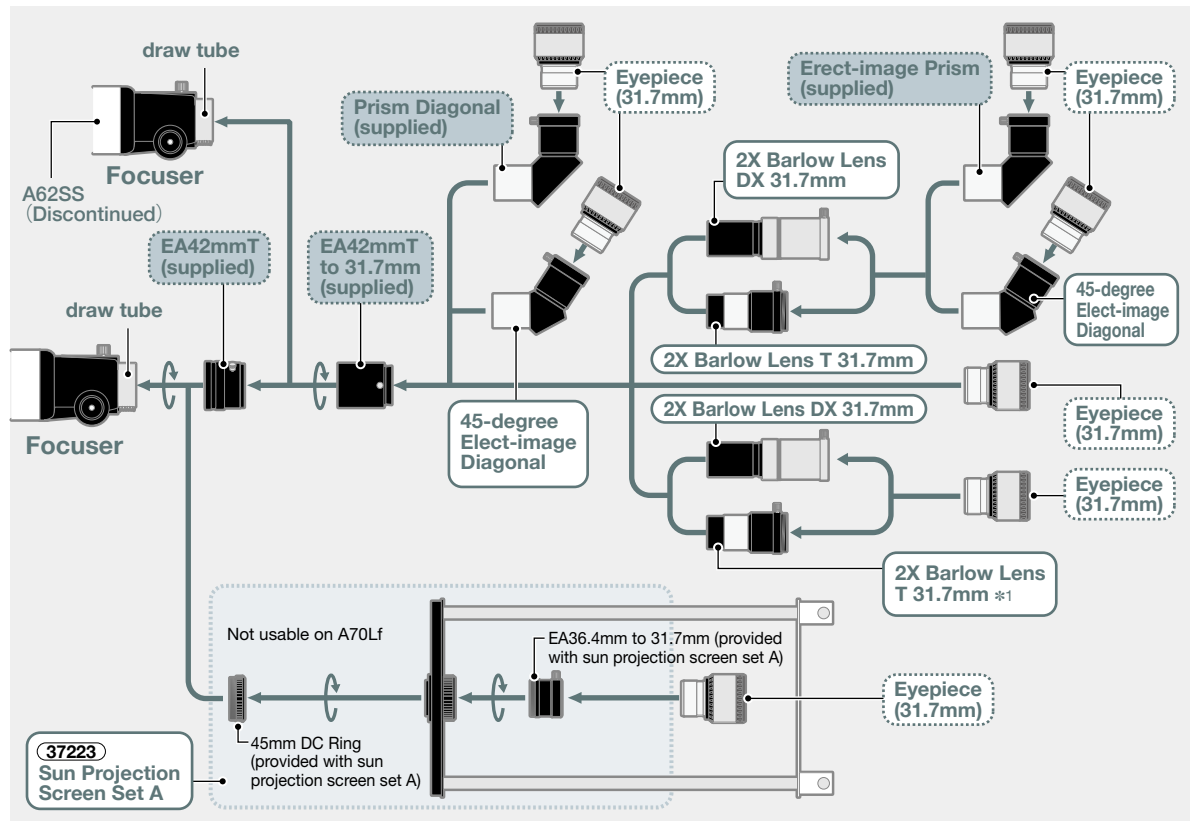 draw tube
Eyepiece
(31.7mm)
Erect-image Prism
(supplied)
Eyepiece
(31.7mm)
Prism Diagonal
(supplied)
2X Barlow Lens
DX 31.7mm
Focuser
A62SS
(Discontinued)
EA42mmT
(supplied)
EA42mmT
to 31.7mm
(supplied)
45-degree
Elect-image
Diagonal
draw tube
2X Barlow Lens T 31.7mm
2X Barlow Lens DX 31.7mm
45-degree
Elect-image
Diagonal
Eyepiece
(31.7mm)
Focuser
Eyepiece
(31.7mm)
2X Barlow Lens
T 31.7mm *1
Not usable on A70Lf
EA36.4mm to 31.7mm (provided
with sun projection screen set A)
Eyepiece
(31.7mm)
45mm DC Ring
(provided with sun
projection screen set A)
37223
Sun Projection
Screen Set A